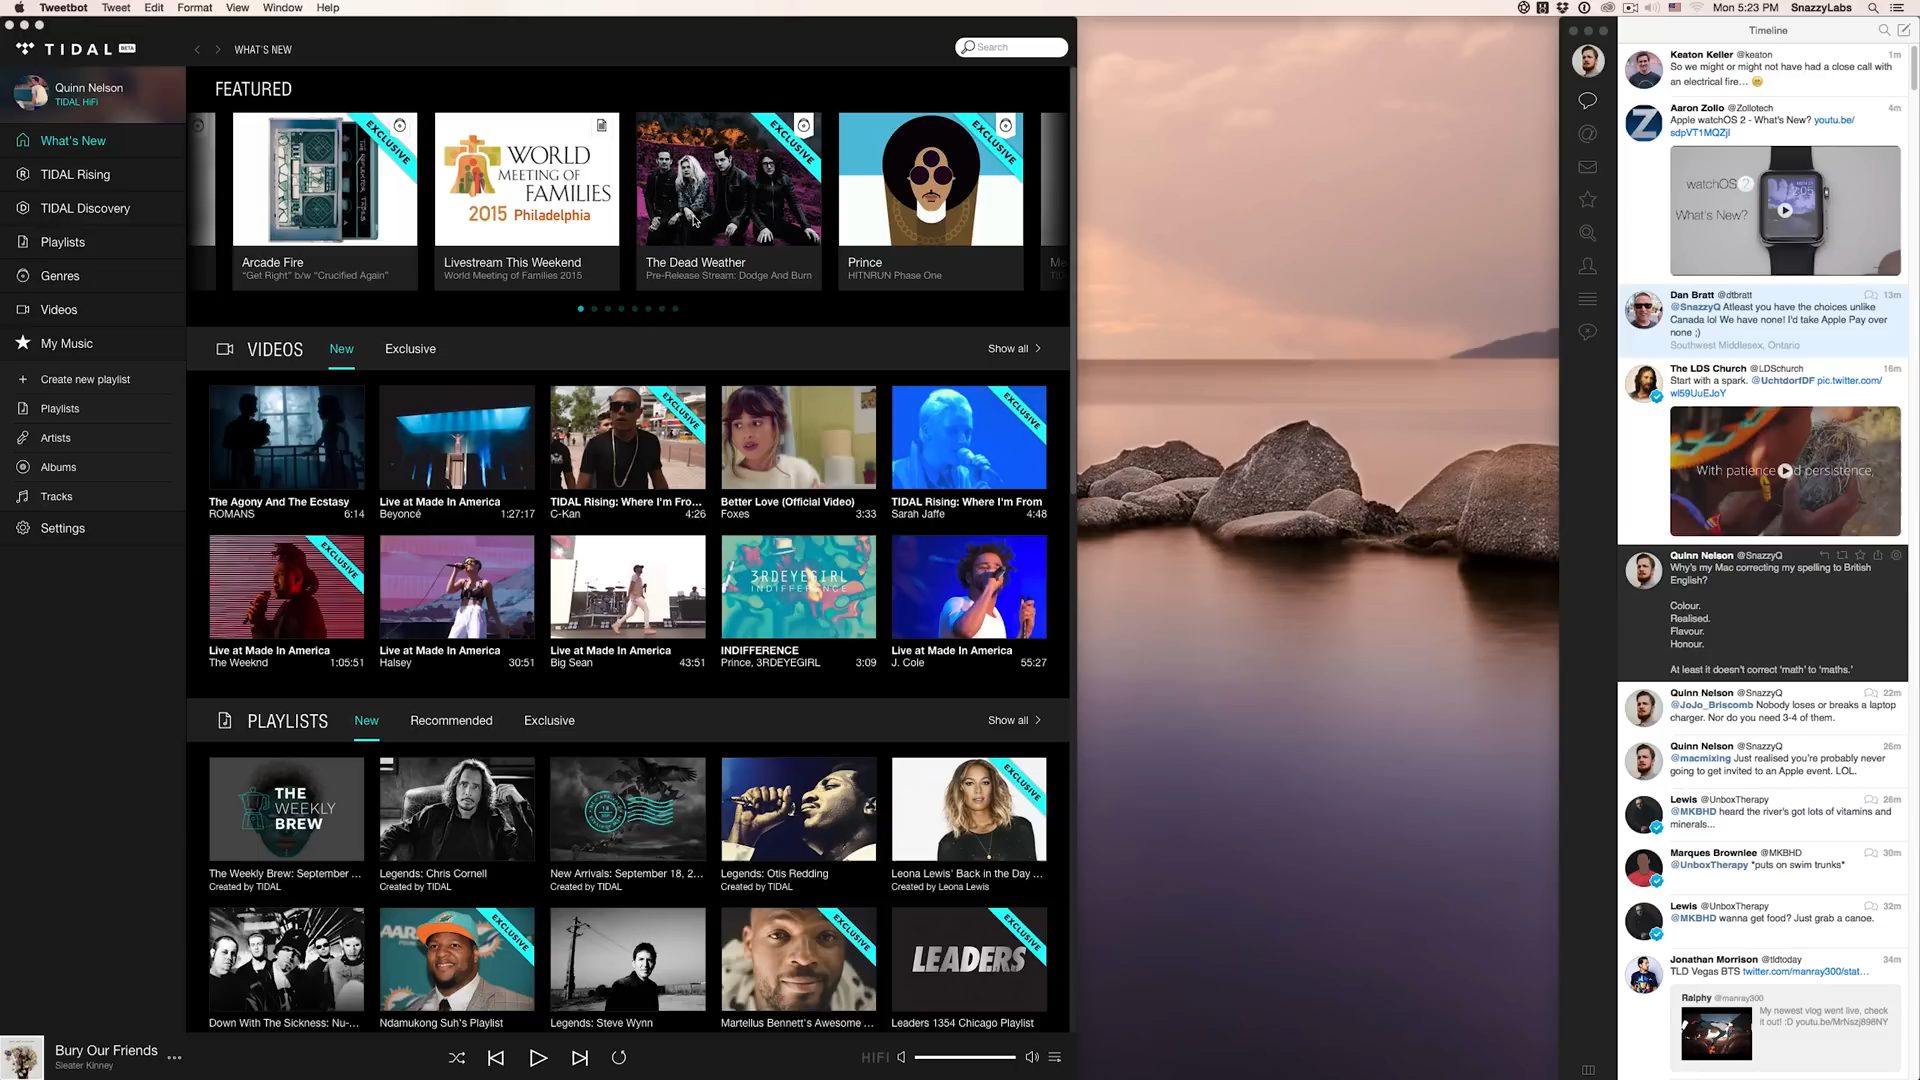 Tweetbot Tweet Edit Format View Window Help
Mon 5:23 PM SnazzyLabs
TIDAL BETA
WHAT'S NEW
Search
Quinn Nelson
TIDAL HiFi
What's New
TIDAL Rising
TIDAL Discovery
Playlists
Genres
Videos
My Music
Create new playlist
Playlists
Artists
Albums
Tracks
Settings
FEATURED
EXCLUSIVE
Arcade Fire
"Get Right" b/w "Crucified Again"
WORLD
MEETING OF
FAMILIES
2015 Philadelphia
Livestream This Weekend
World Meeting of Families 2015
EXCLUSIVE
The Dead Weather
Pre-Release Stream: Dodge And Burn
EXCLUSIVE
Prince
HITNRUN Phase One
VIDEOS New Exclusive Show all
The Agony And The Ecstasy
ROMANS 6:14
Live at Made In America
Beyoncé 1:27:17
EXCLUSIVE
TIDAL Rising: Where I'm Fro...
C-Kan 4:26
Better Love (Official Video)
Foxes 3:33
EXCLUSIVE
TIDAL Rising: Where I'm From
Sarah Jaffe 4:48
EXCLUSIVE
Live at Made In America
The Weeknd 1:05:51
Live at Made In America
Halsey 30:51
Live at Made In America
Big Sean 43:51
3RDEYEGIRL
INDIFFERENCE
INDIFFERENCE
Prince, 3RDEYEGIRL 3:09
Live at Made In America
J. Cole 55:27
PLAYLISTS New Recommended Exclusive Show all
THE
WEEKLY
BREW
The Weekly Brew: September ...
Created by TIDAL
Legends: Chris Cornell
Created by TIDAL
New Arrivals: September 18, 2...
Created by TIDAL
Legends: Otis Redding
Created by TIDAL
EXCLUSIVE
Leona Lewis' Back in the Day ...
Created by Leona Lewis
Down With The Sickness: Nu-...
EXCLUSIVE
Ndamukong Suh's Playlist
Legends: Steve Wynn
EXCLUSIVE
Martellus Bennett's Awesome ...
EXCLUSIVE
LEADERS
Leaders 1354 Chicago Playlist
Bury Our Friends
Sleater Kinney
HIFI
Timeline
Keaton Keller @keaton 1m
So we might or might not have had a close call with
an electrical fire...
Aaron Zollo @Zollotech 4m
Apple watchOS 2 - What's New? youtu.be/
sdpVT1MQZjI
watchOS ?
What's New?
Dan Bratt @dtbratt 13m
@SnazzyQ Atleast you have the choices unlike
Canada lol We have none! I'd take Apple Pay over
none ;)
Southwest Middlesex, Ontario
The LDS Church @LDSchurch 16m
Start with a spark. @UchtdorfDF pic.twitter.com/
wl59UuEJoY
With patience and persistence,
Quinn Nelson @SnazzyQ
Why's my Mac correcting my spelling to British
English?
Colour.
Realised.
Flavour.
Honour.
At least it doesn't correct 'math' to 'maths.'
Quinn Nelson @SnazzyQ 22m
@JoJo_Briscomb Nobody loses or breaks a laptop
charger. Nor do you need 3-4 of them.
Quinn Nelson @SnazzyQ 26m
@macmixing Just realised you're probably never
going to get invited to an Apple event. LOL.
Lewis @UnboxTherapy 26m
@MKBHD heard the river's got lots of vitamins and
minerals...
Marques Brownlee @MKBHD 30m
@UnboxTherapy *puts on swim trunks*
Lewis @UnboxTherapy 32m
@MKBHD wanna get food? Just grab a canoe.
Jonathan Morrison @tldtoday 34m
TLD Vegas BTS twitter.com/manray300/stat...
Ralphy @manray300
My newest vlog went live, check
it out! :D youtu.be/MrNszj898NY